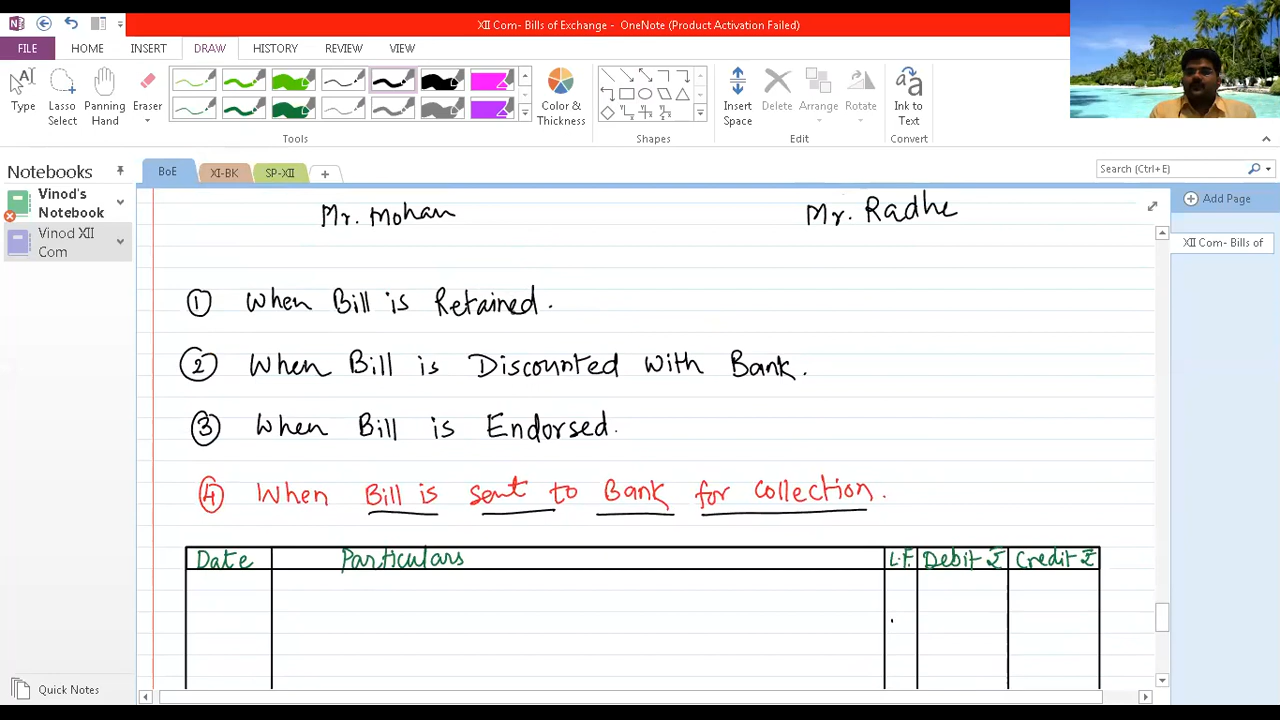 XII Com- Bills of Exchange - OneNote (Product Activation Failed)
FILE HOME INSERT DRAW HISTORY REVIEW VIEW
Type
Lasso Select
Panning Hand
Eraser
Color & Thickness
Insert Space
Delete
Arrange
Rotate
Ink to Text
Tools
Shapes
Edit
Convert
Notebooks
BoE XI-BK SP-XII
Search (Ctrl+E)
Vinod's Notebook
Vinod XII Com
Add Page
XII Com- Bills of
Mr. Mohan Mr. Radhe
① When Bill is Retained.
② When Bill is Discounted with Bank.
③ When Bill is Endorsed.
④ When Bill is sent to Bank for Collection.
Date Particulars L.F. Debit ₹ Credit ₹
Quick Notes